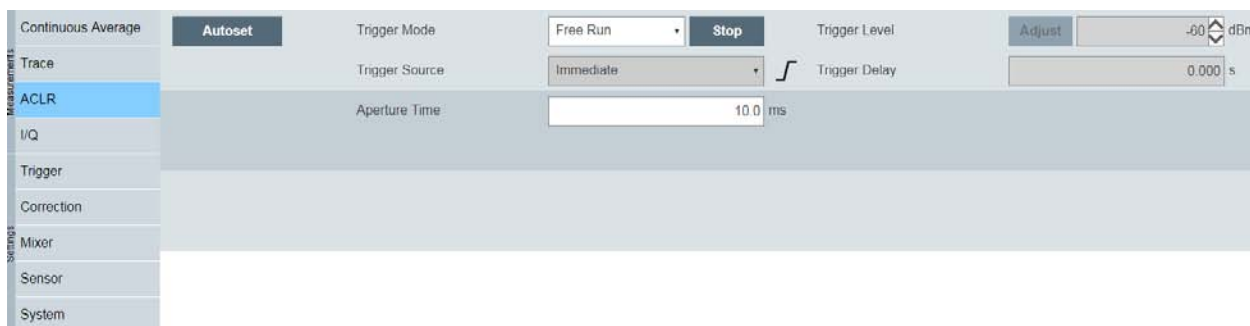 Measurements
Settings
Continuous Average
Trace
ACLR
I/Q
Trigger
Correction
Mixer
Sensor
System
Autoset Trigger Mode Free Run Stop Trigger Level Adjust -60 dBm
Trigger Source Immediate Trigger Delay 0.000 s
Aperture Time 10.0 ms